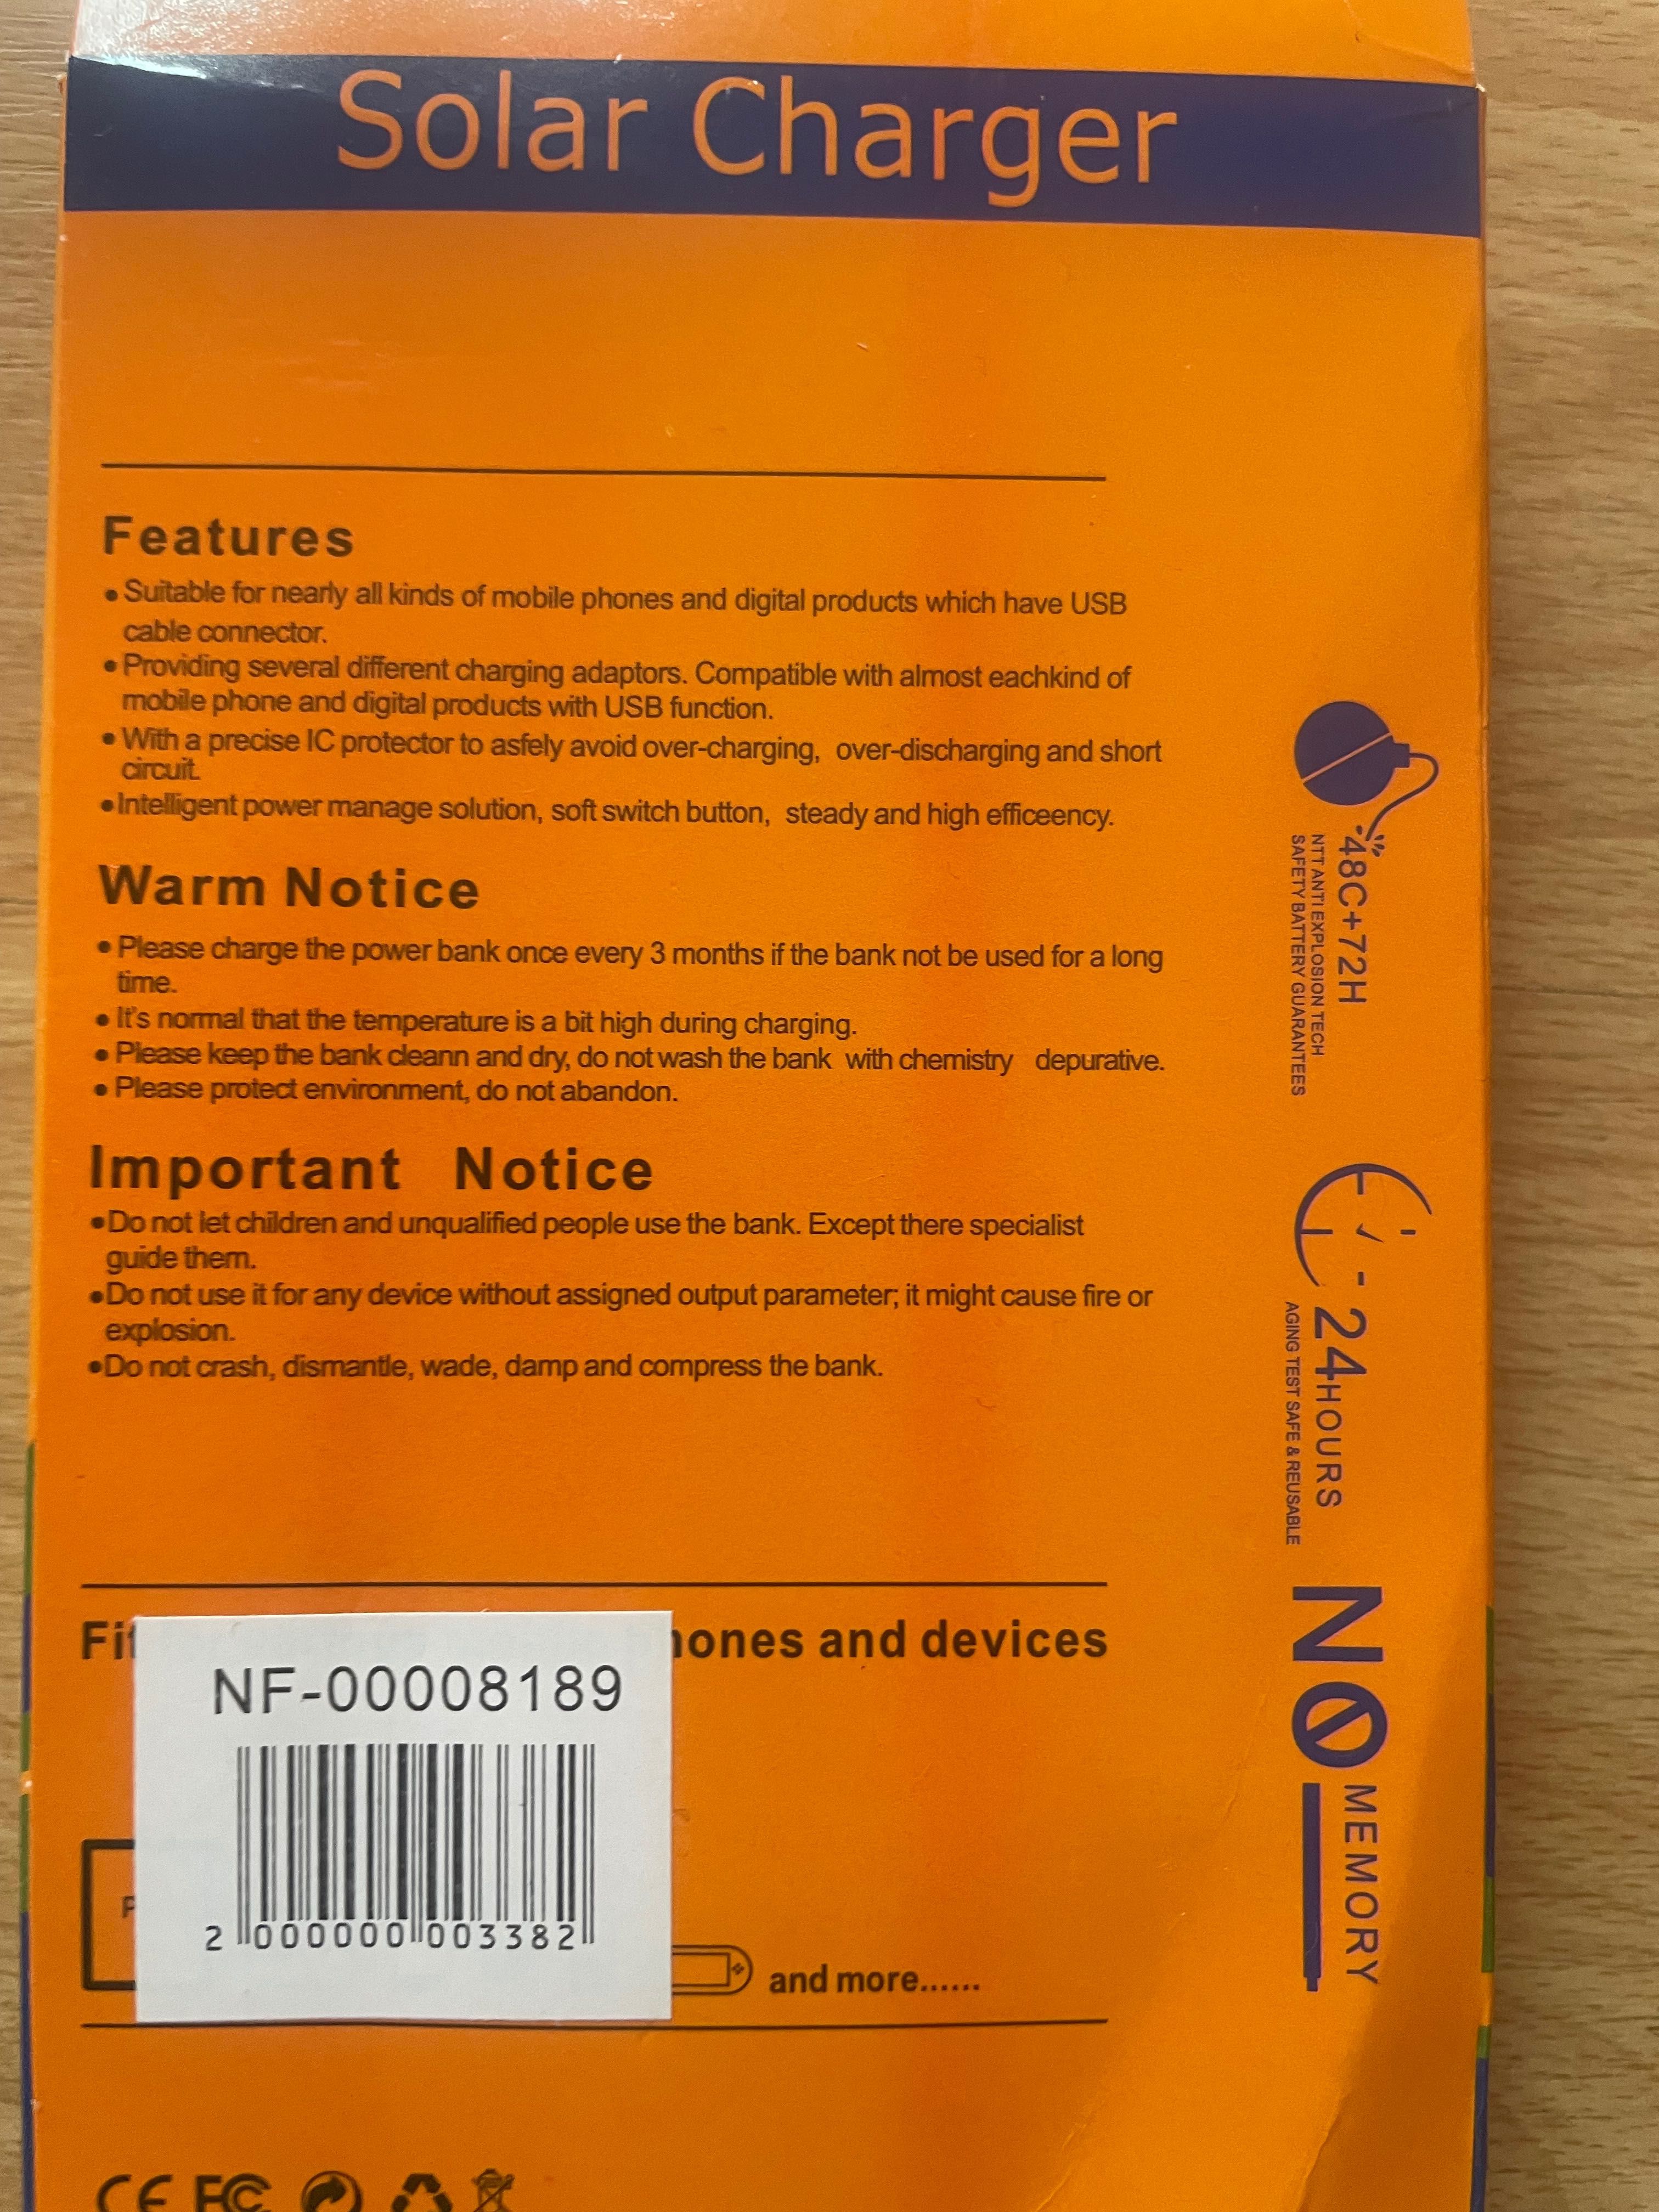 Solar Charger
Features
• Suitable for nearly all kinds of mobile phones and digital products which have USB
cable connector.
• Providing several different charging adaptors. Compatible with almost eachkind of
mobile phone and digital products with USB function.
• With a precise IC protector to asfely avoid over-charging, over-discharging and short
circuit.
• Intelligent power manage solution, soft switch button, steady and high efficeency.
Warm Notice
• Please charge the power bank once every 3 months if the bank not be used for a long
time.
• It's normal that the temperature is a bit high during charging.
• Please keep the bank cleann and dry, do not wash the bank with chemistry depurative.
• Please protect environment, do not abandon.
Important Notice
• Do not let children and unqualified people use the bank. Except there specialist
guide them.
• Do not use it for any device without assigned output parameter; it might cause fire or
explosion.
• Do not crash, dismantle, wade, damp and compress the bank.
and devices
NF-00008189
2 000000 003382
and more......
CE FC
48C+72H
NTT ANTI EXPLOSION TECH
SAFETY BATTERY GUARANTEES
24HOURS
AGING TEST SAFE & REUSABLE
NO
MEMORY